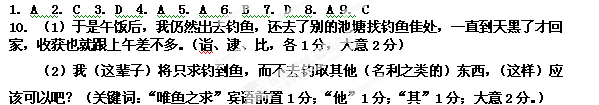 1. A 2. C 3. D 4. A 5. A 6. B 7. D 8. A 9. C
10. （1）于是午饭后，我仍然出去钓鱼，还去了别的池塘找钓鱼佳处，一直到天黑了才回
家，收获也就跟上午差不多。（诣、逮、比，各 1 分，大意 2 分）
（2）我（这辈子）将只求钓到鱼，而不去钓取其他（名利之类的）东西，（这样）应
该可以吧？（关键词：“唯鱼之求”宾语前置 1 分；“他”1 分；“其”1 分；大意 2 分。）